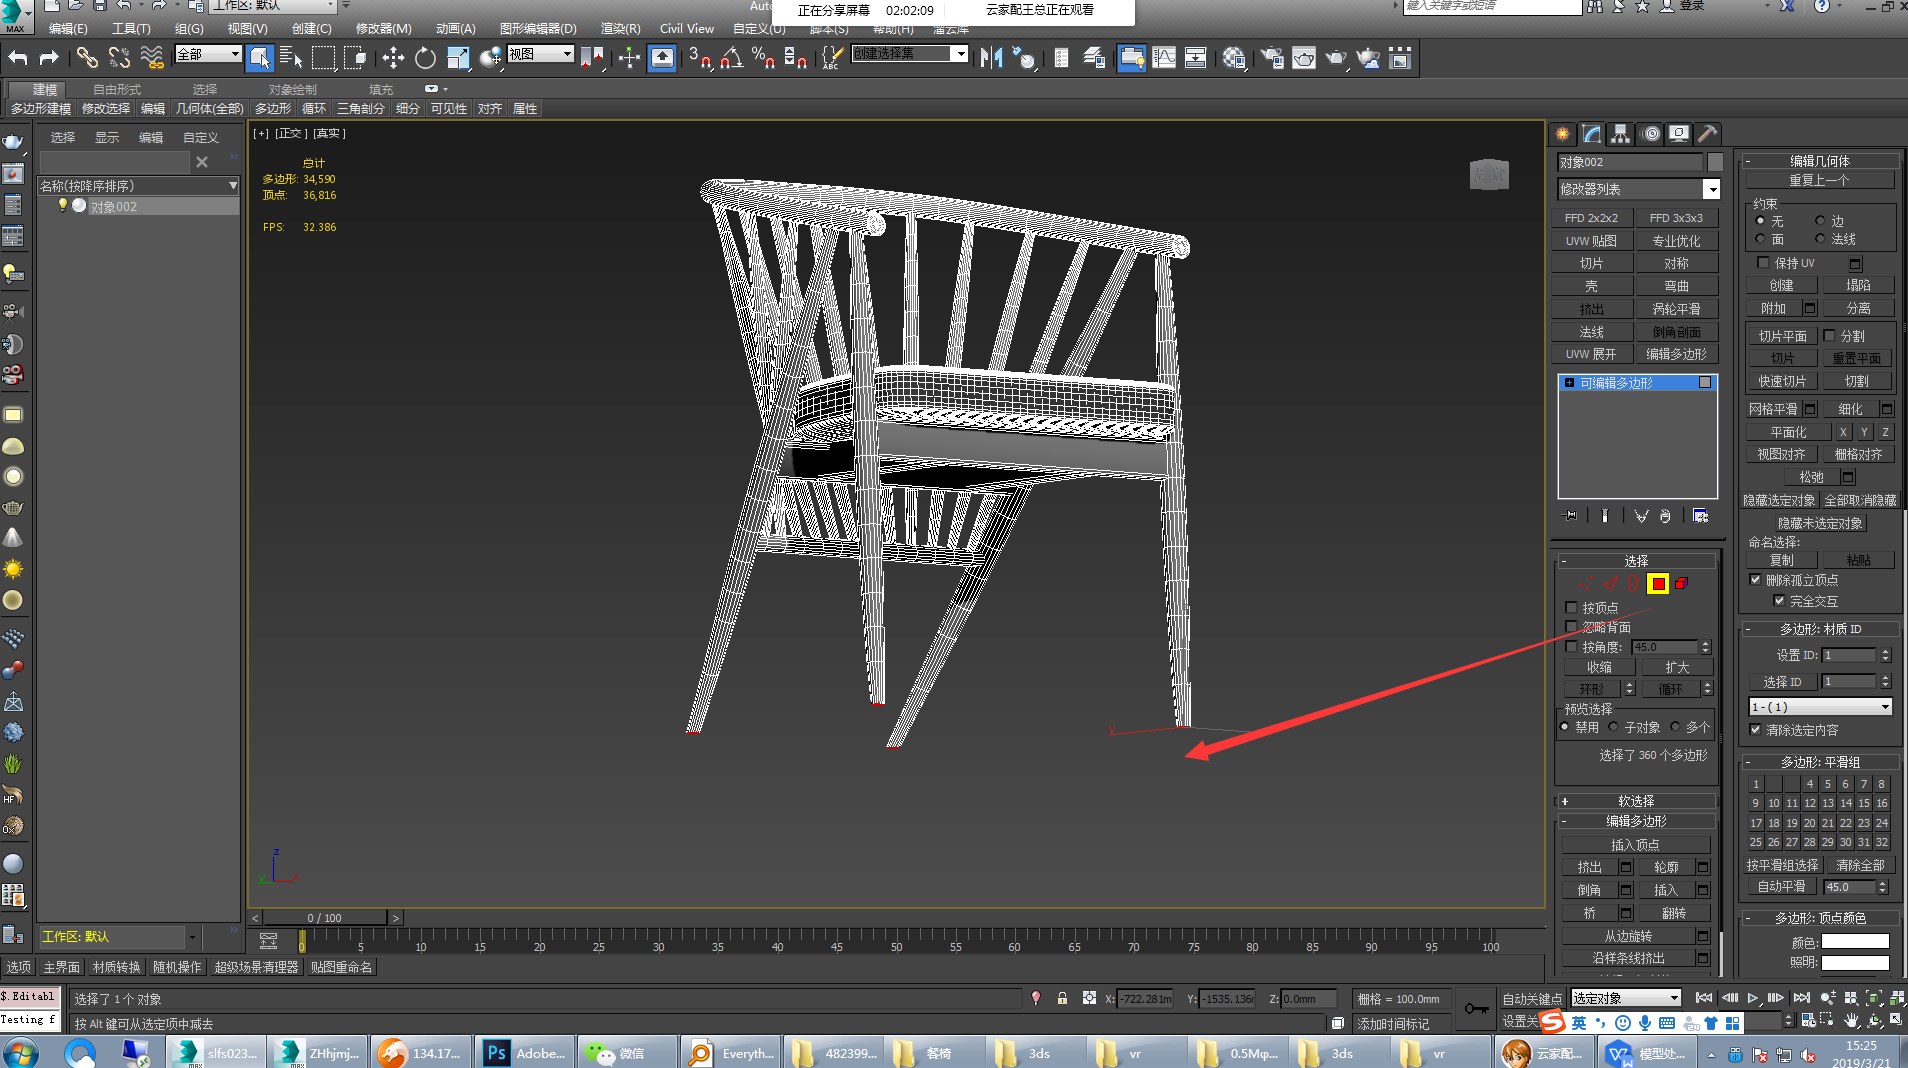 工作区: 默认
Auto
正在分享屏幕 02:02:09 云家配王总正在观看
键入关键字或短语
登录
MAX
编辑(E) 工具(T) 组(G) 视图(V) 创建(C) 修改器(M) 动画(A) 图形编辑器(D) 渲染(R) Civil View 自定义(U) 脚本(S) 帮助(H) 溜云库
全部
视图
创建选择集
建模 自由形式 选择 对象绘制 填充
多边形建模 修改选择 编辑 几何体(全部) 多边形 循环 三角剖分 细分 可见性 对齐 属性
选择 显示 编辑 自定义
名称(按降序排序)
对象002
[+] [正交] [真实]
总计
多边形: 34,590
顶点: 36,816
FPS: 32.386
y
z
y x
对象002
修改器列表
FFD 2x2x2 FFD 3x3x3
UVW 贴图 专业优化
切片 对称
壳 弯曲
挤出 涡轮平滑
法线 倒角剖面
UVW 展开 编辑多边形
可编辑多边形
选择
按顶点
忽略背面
按角度: 45.0
收缩 扩大
环形 循环
预览选择
禁用 子对象 多个
选择了 360 个多边形
软选择
编辑多边形
插入顶点
挤出 轮廓
倒角 插入
桥 翻转
从边旋转
沿样条线挤出
编辑几何体
重复上一个
约束
无 边
面 法线
保持 UV
创建 塌陷
附加 分离
切片平面 分割
切片 重置平面
快速切片 切割
网格平滑 细化
平面化 X Y Z
视图对齐 栅格对齐
松弛
隐藏选定对象 全部取消隐藏
隐藏未选定对象
命名选择:
复制 粘贴
删除孤立顶点
完全交互
多边形: 材质 ID
设置 ID: 1
选择 ID 1
1-(1)
清除选定内容
多边形: 平滑组
1 4 5 6 7 8
9 10 11 12 13 14 15 16
17 18 19 20 21 22 23 24
25 26 27 28 29 30 31 32
按平滑组选择 清除全部
自动平滑 45.0
多边形: 顶点颜色
颜色:
照明:
0 / 100
工作区: 默认
0 5 10 15 20 25 30 35 40 45 50 55 60 65 70 75 80 85 90 95 100
选项 主界面 材质转换 随机操作 超级场景清理器 贴图重命名
$.Editabl
选择了 1 个 对象
X: -722.281m Y: -1535.136m Z: 0.0mm 栅格 = 100.0mm
自动关键点 选定对象
Testing f
按 Alt 键可从选定项中减去
添加时间标记
设置关
英
slfs023... ZHhjmj... 134.17... Adobe... 微信 Everyth... 482399... 餐椅 3ds vr 0.5Mφ... 3ds vr 云家配... 模型处...
15:25
2019/3/21